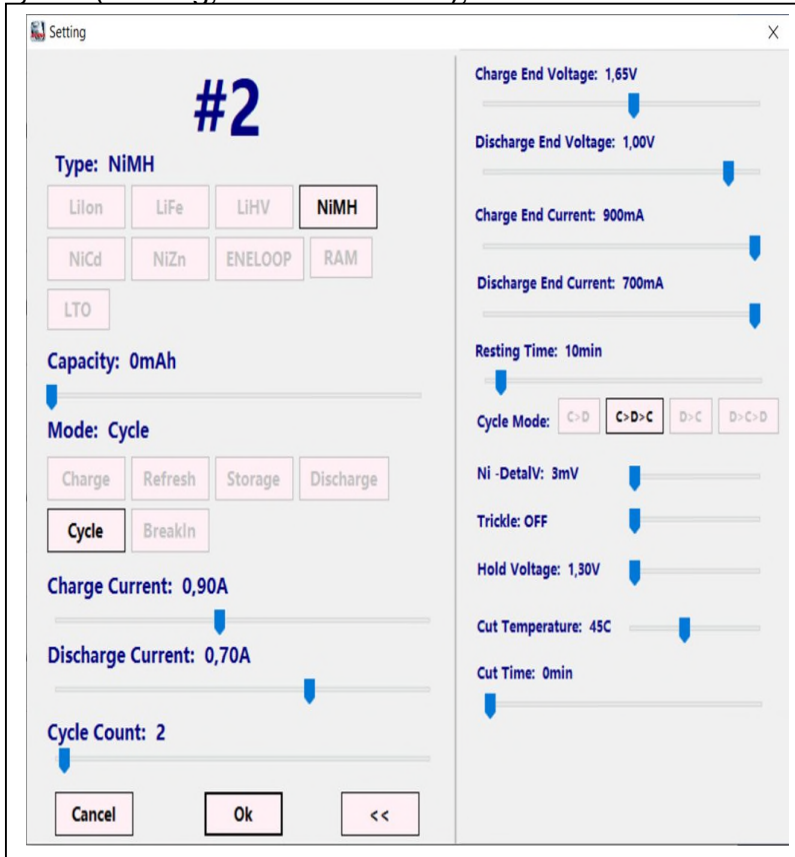 Setting
X
#2
Type: NiMH
LiIon LiFe LiHV NiMH
NiCd NiZn ENELOOP RAM
LTO
Capacity: 0mAh
Mode: Cycle
Charge Refresh Storage Discharge
Cycle BreakIn
Charge Current: 0,90A
Discharge Current: 0,70A
Cycle Count: 2
Cancel Ok <<
Charge End Voltage: 1,65V
Discharge End Voltage: 1,00V
Charge End Current: 900mA
Discharge End Current: 700mA
Resting Time: 10min
Cycle Mode: C>D C>D>C D>C D>C>D
Ni -DetalV: 3mV
Trickle: OFF
Hold Voltage: 1,30V
Cut Temperature: 45C
Cut Time: 0min